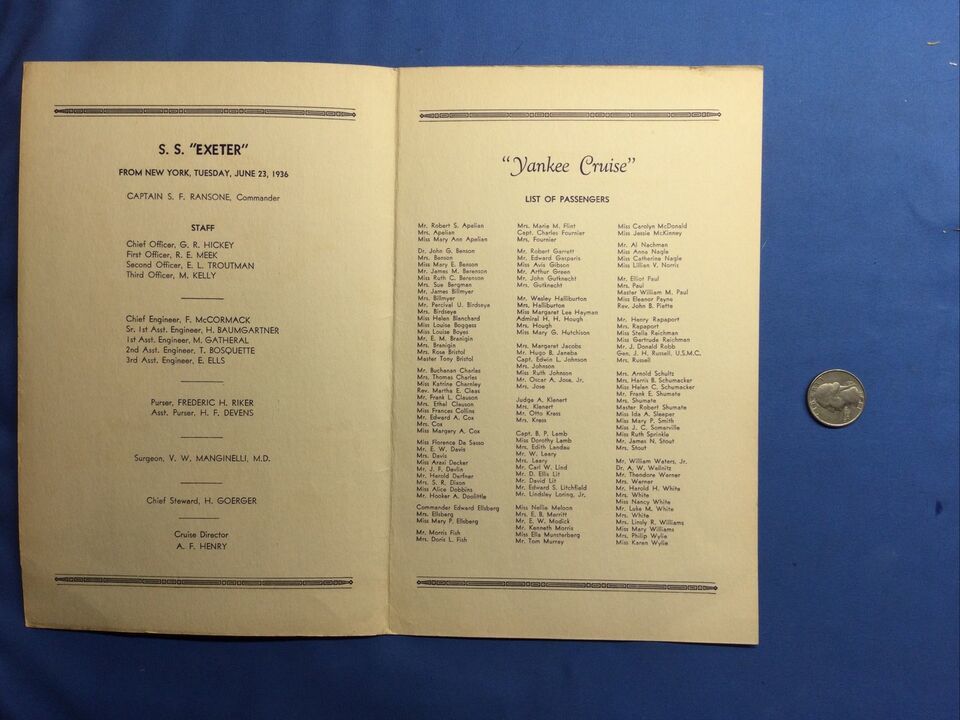 S. S. "EXETER"
FROM NEW YORK, TUESDAY, JUNE 23, 1936
CAPTAIN S. F. RANSONE, Commander
STAFF
Chief Officer, G. R. HICKEY
First Officer, R. E. MEEK
Second Officer, E. L. TROUTMAN
Third Officer, M. KELLY
Chief Engineer, F. McCORMACK
Sr. 1st Asst. Engineer, H. BAUMGARTNER
1st Asst. Engineer, M. GATHERAL
2nd Asst. Engineer, T. BOSQUETTE
3rd Asst. Engineer, E. ELLS
Purser, FREDERIC H. RIKER
Asst. Purser, H. F. DEVENS
Surgeon, V. W. MANGINELLI, M.D.
Chief Steward, H. GOERGER
Cruise Director
A. F. HENRY
"Yankee Cruise"
LIST OF PASSENGERS
Mr. Robert S. Apelian
Mrs. Apelian
Miss Mary Ann Apelian
Dr. John G. Benson
Mrs. Benson
Miss Mary E. Benson
Mr. James M. Berenson
Miss Ruth C. Berenson
Mrs. Sue Bergman
Mr. James Billmyer
Mrs. Billmyer
Mr. Percival U. Birdseye
Mrs. Birdseye
Miss Helen Blanchard
Miss Louise Boggess
Miss Louise Boyes
Mr. E. M. Branigin
Mrs. Branigin
Mrs. Rose Bristol
Master Tony Bristol
Mr. Buchanan Charles
Mrs. Thomas Charles
Miss Katrine Charnley
Rev. Martha E. Claas
Mr. Frank L. Clauson
Mrs. Ethel Clauson
Miss Frances Collins
Mr. Edward A. Cox
Mrs. Cox
Miss Margery A. Cox
Miss Florence De Sasso
Mr. E. W. Davis
Mrs. Davis
Miss Araxi Decker
Mr. J. F. Devlin
Mr. Harold Derfner
Mrs. S. R. Dixon
Miss Alice Dobbins
Mr. Hooker A. Doolittle
Commander Edward Ellsberg
Mrs. Ellsberg
Miss Mary P. Ellsberg
Mr. Morris Fish
Mrs. Doris L. Fish
Mrs. Marie M. Flint
Capt. Charles Fournier
Mrs. Fournier
Mr. Robert Garrett
Mr. Edward Gasparis
Miss Avis Gibson
Mr. Arthur Green
Mr. John Gutknecht
Mrs. Gutknecht
Mr. Wesley Halliburton
Mrs. Halliburton
Miss Margaret Lee Hayman
Admiral H. H. Hough
Mrs. Hough
Miss Mary G. Hutchison
Mrs. Margaret Jacobs
Mr. Hugo B. Janeba
Capt. Edwin L. Johnson
Mrs. Johnson
Miss Ruth Johnson
Mr. Oscar A. Jose, Jr.
Mrs. Jose
Judge A. Klenert
Mrs. Klenert
Mr. Otto Kress
Mrs. Kress
Capt. B. P. Lamb
Miss Dorothy Lamb
Mrs. Edith Landau
Mr. W. Leary
Mrs. Leary
Mr. Carl W. Lind
Mr. D. Ellis Lit
Mr. David Lit
Mr. Edward S. Litchfield
Mr. Lindsley Loring, Jr.
Miss Nellie Meloon
Mrs. E. B. Merritt
Mr. E. W. Modick
Mr. Kenneth Morris
Miss Ella Munsterberg
Mr. Tom Murray
Miss Carolyn McDonald
Miss Jessie McKinney
Mr. Al Nachman
Miss Anna Nagle
Miss Catherine Nagle
Miss Lillian V. Norris
Mr. Elliot Paul
Mrs. Paul
Master William M. Paul
Miss Eleanor Payne
Rev. John B. Piette
Mr. Henry Rapaport
Mrs. Rapaport
Miss Stella Reichman
Miss Gertrude Reichman
Mr. J. Donald Robb
Gen. J. H. Russell, U.S.M.C.
Mrs. Russell
Mrs. Arnold Schultz
Mrs. Harris B. Schumacker
Miss Helen C. Schumacker
Mr. Frank E. Shumate
Mrs. Shumate
Master Robert Shumate
Miss Ida A. Sleeper
Miss Mary P. Smith
Miss J. C. Somerville
Miss Ruth Sprinkle
Mr. James N. Stout
Mrs. Stout
Mr. William Waters, Jr.
Dr. A. W. Wallnitz
Mr. Theodore Werner
Mrs. Werner
Mr. Harold H. White
Mrs. White
Miss Nancy White
Mr. Luke M. White
Mrs. White
Mrs. Linsly R. Williams
Miss Mary Williams
Mrs. Philip Wylie
Miss Karen Wylie